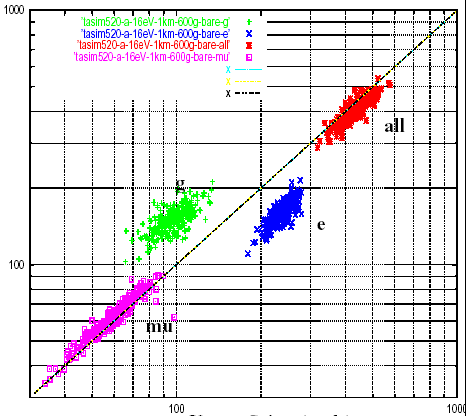 1000
'tasim520-a-16eV-1km-600g-bare-g'
'tasim520-a-16eV-1km-600g-bare-e'
'tasim520-a-16eV-1km-600g-bare-all'
'tasim520-a-16eV-1km-600g-bare-mu'
x
x
x
all
g
e
100
mu
100
1000